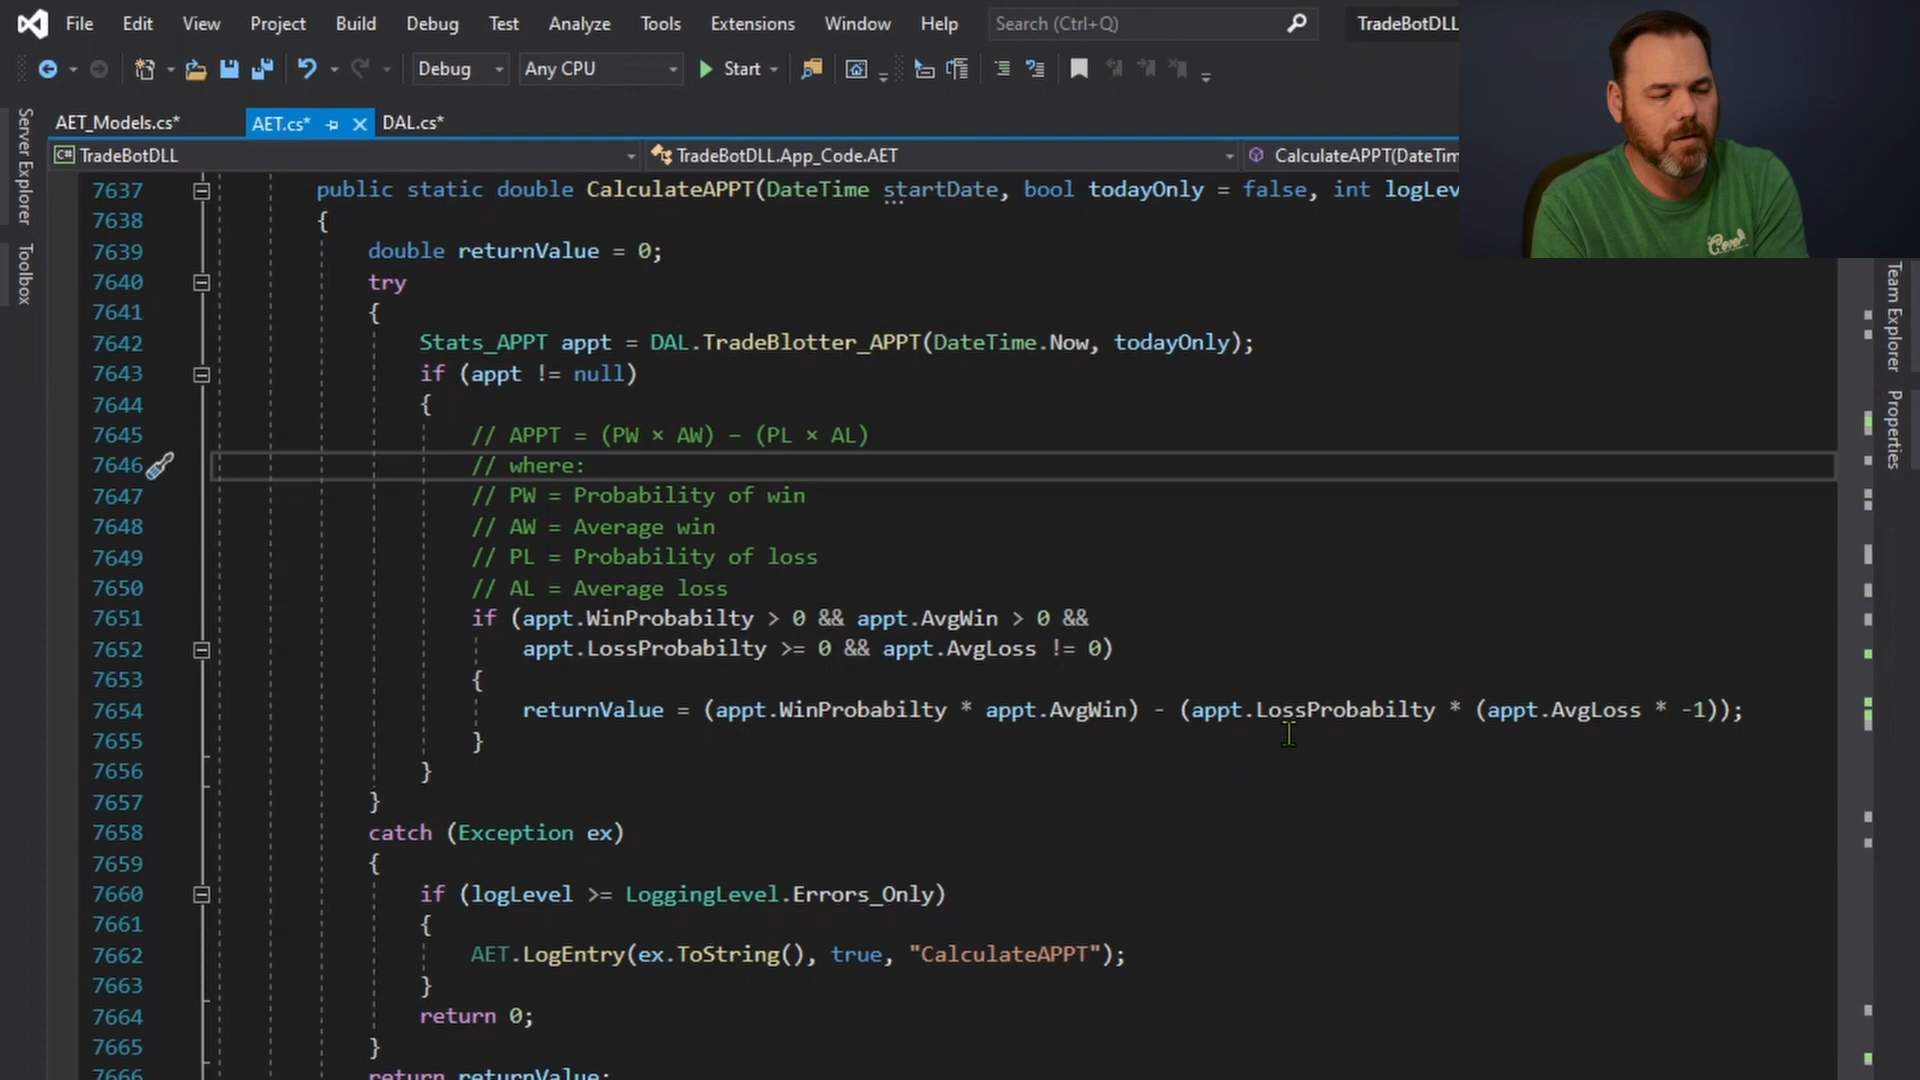 File Edit View Project Build Debug Test Analyze Tools Extensions Window Help Search (Ctrl+Q) TradeBotDLL
Debug Any CPU Start
AET_Models.cs* AET.cs* DAL.cs*
TradeBotDLL TradeBotDLL.App_Code.AET CalculateAPPT(DateTim
Server Explorer
Toolbox
Team Explorer
Properties
Cove
7637 public static double CalculateAPPT(DateTime startDate, bool todayOnly = false, int logLev
7638 {
7639 double returnValue = 0;
7640 try
7641 {
7642 Stats_APPT appt = DAL.TradeBlotter_APPT(DateTime.Now, todayOnly);
7643 if (appt != null)
7644 {
7645 // APPT = (PW × AW) – (PL × AL)
7646 // where:
7647 // PW = Probability of win
7648 // AW = Average win
7649 // PL = Probability of loss
7650 // AL = Average loss
7651 if (appt.WinProbabilty > 0 && appt.AvgWin > 0 &&
7652 appt.LossProbabilty >= 0 && appt.AvgLoss != 0)
7653 {
7654 returnValue = (appt.WinProbabilty * appt.AvgWin) - (appt.LossProbabilty * (appt.AvgLoss * -1));
7655 }
7656 }
7657 }
7658 catch (Exception ex)
7659 {
7660 if (logLevel >= LoggingLevel.Errors_Only)
7661 {
7662 AET.LogEntry(ex.ToString(), true, "CalculateAPPT");
7663 }
7664 return 0;
7665 }
7666 return returnValue;